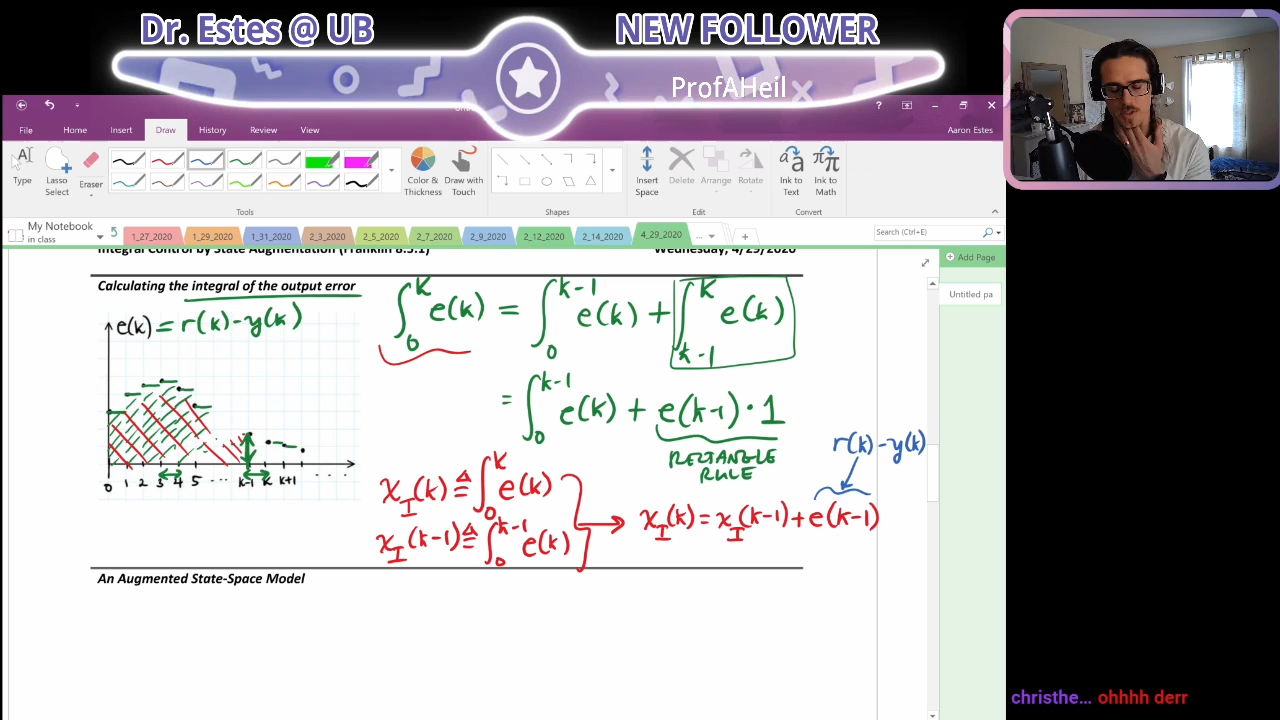 Dr. Estes @ UB
NEW FOLLOWER
ProfAHeil
Aaron Estes
File Home Insert Draw History Review View
Type
Lasso Select
Eraser
Color & Thickness
Draw with Touch
Insert Space
Delete
Arrange
Rotate
Ink to Text
Ink to Math
Tools
Shapes
Edit
Convert
My Notebook
in class
1_27_2020 1_29_2020 1_31_2020 2_3_2020 2_5_2020 2_7_2020 2_9_2020 2_12_2020 2_14_2020 4_29_2020 ...
Search (Ctrl+E)
Add Page
Untitled pa
Integral Control by State Augmentation (Franklin 8.5.1) Wednesday, 4/29/2020
Calculating the integral of the output error
e(k) = r(k) - y(k)
0 1 2 3 4 5 ... k-1 k k+1 ....
∫₀ᵏ e(k) = ∫₀ᵏ⁻¹ e(k) + ∫ₖ₋₁ᵏ e(k)
= ∫₀ᵏ⁻¹ e(k) + e(k-1) · 1
RECTANGLE
RULE
r(k) - y(k)
x_I(k) ≜ ∫₀ᵏ e(k)
x_I(k-1) ≜ ∫₀ᵏ⁻¹ e(k)
x_I(k) = x_I(k-1) + e(k-1)
An Augmented State-Space Model
christhe... ohhhh derr